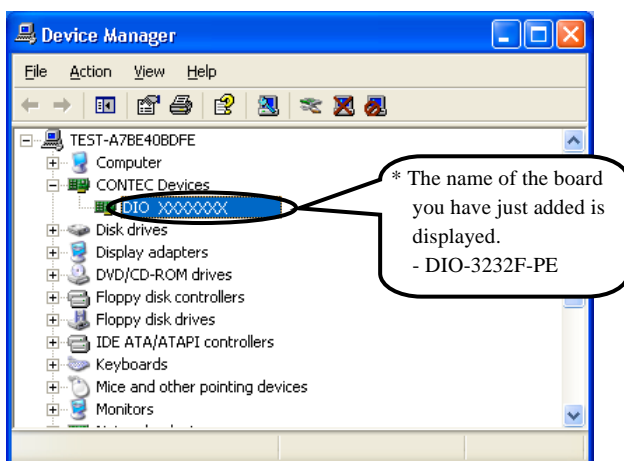 Device Manager
File Action View Help
TEST-A7BE40BDFE
Computer
CONTEC Devices
DIO XXXXXXX
Disk drives
Display adapters
DVD/CD-ROM drives
Floppy disk controllers
Floppy disk drives
IDE ATA/ATAPI controllers
Keyboards
Mice and other pointing devices
Monitors
* The name of the board
you have just added is
displayed.
- DIO-3232F-PE